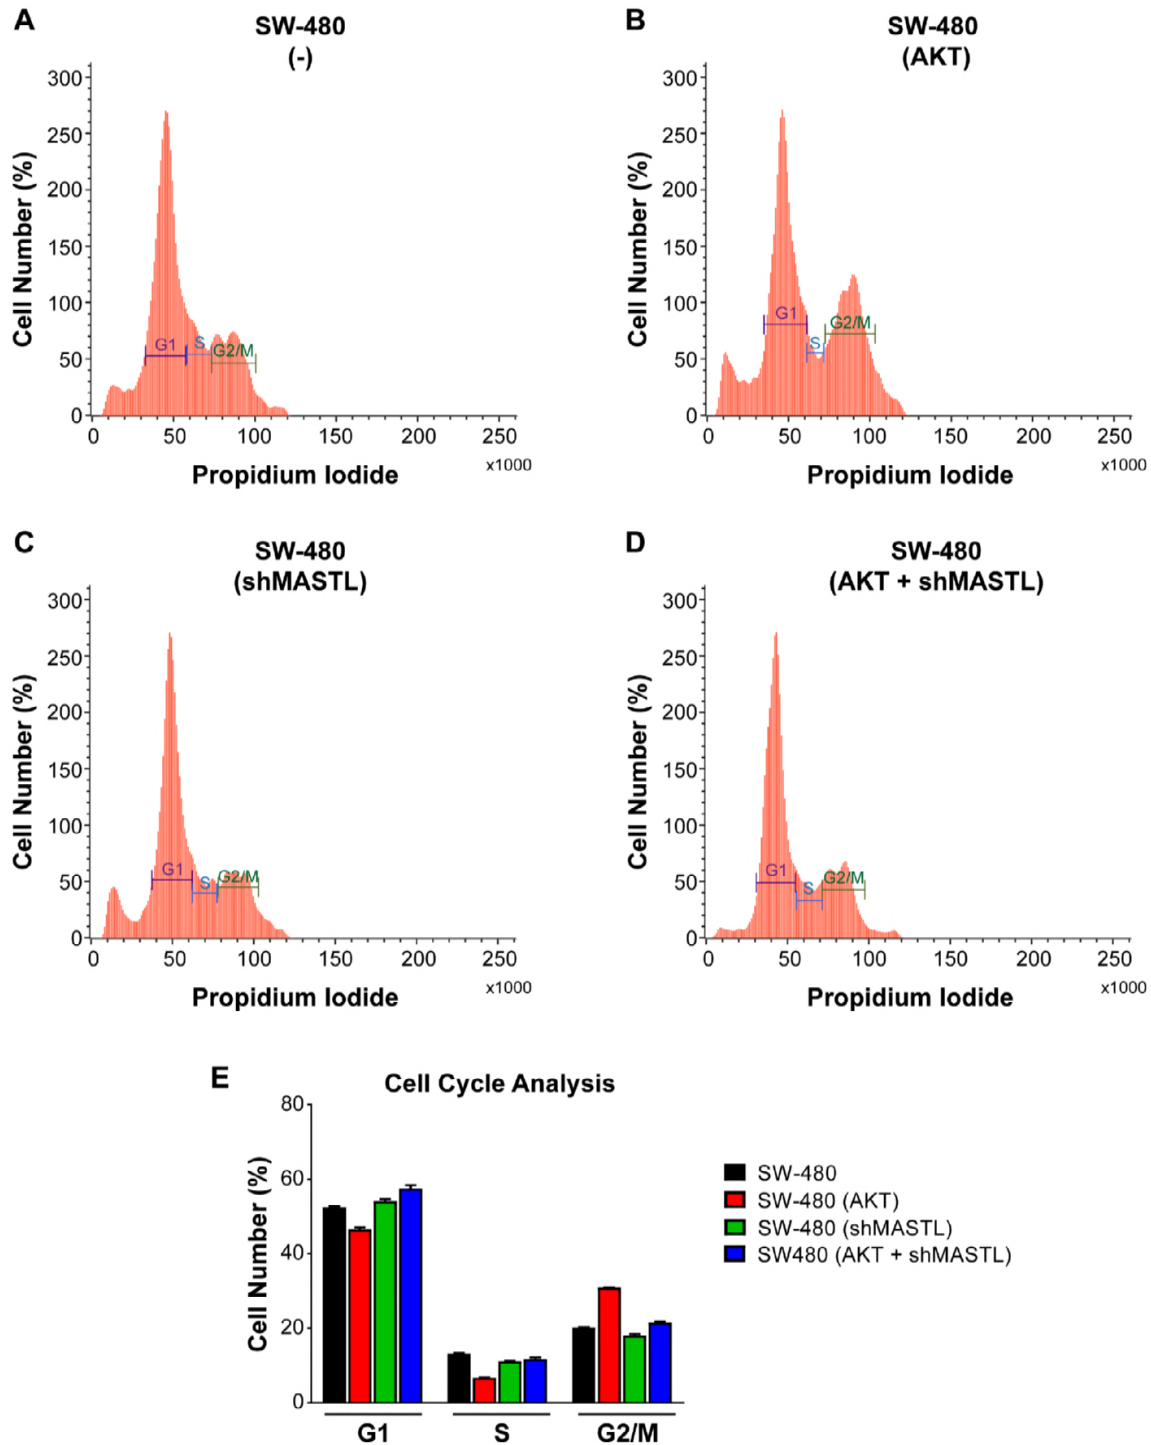 A
SW-480
(-)
Cell Number (%)
300
250
200
150
100
50
0
G1
S
G2/M
0 50 100 150 200 250
x1000
Propidium Iodide
B
SW-480
(AKT)
Cell Number (%)
300
250
200
150
100
50
0
G1
S
G2/M
0 50 100 150 200 250
x1000
Propidium Iodide
C
SW-480
(shMASTL)
Cell Number (%)
300
250
200
150
100
50
0
G1
S
G2/M
0 50 100 150 200 250
x1000
Propidium Iodide
D
SW-480
(AKT + shMASTL)
Cell Number (%)
300
250
200
150
100
50
0
G1
S
G2/M
0 50 100 150 200 250
x1000
Propidium Iodide
E
Cell Cycle Analysis
Cell Number (%)
80
60
40
20
0
G1 S G2/M
SW-480
SW-480 (AKT)
SW-480 (shMASTL)
SW480 (AKT + shMASTL)